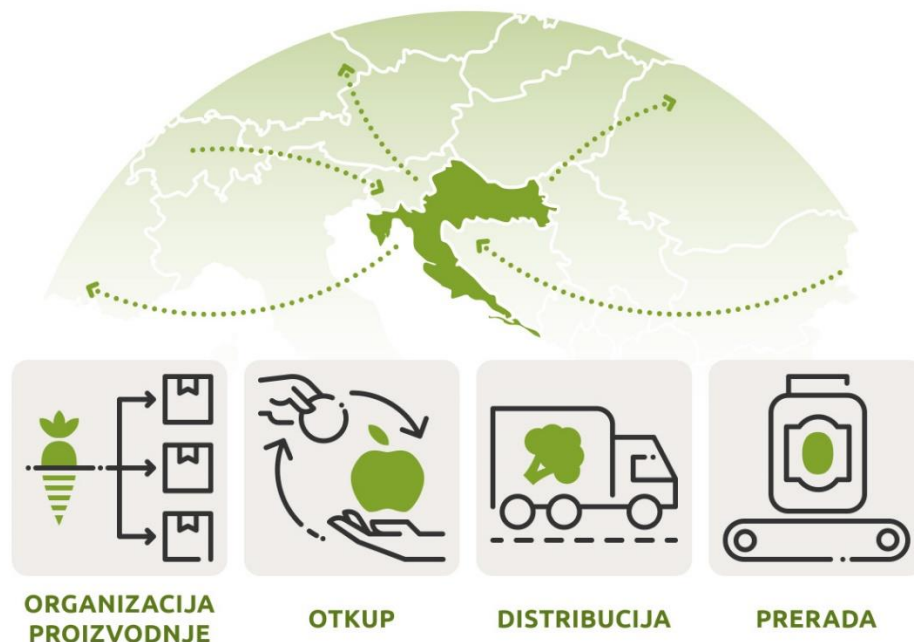 ORGANIZACIJA
PROIZVODNJE
OTKUP
DISTRIBUCIJA
PRERADA